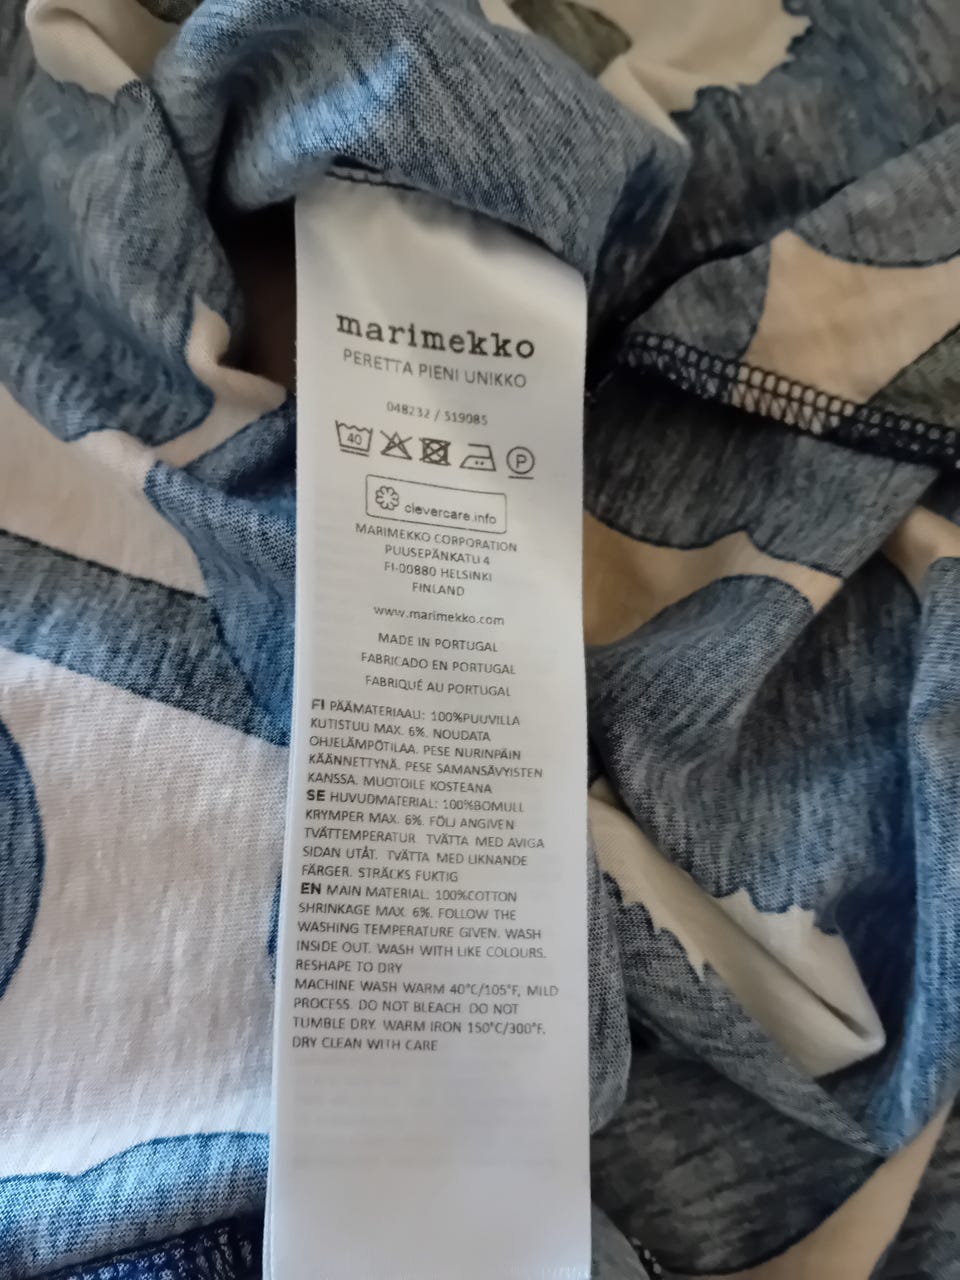 marimekko
PERETTA PIENI UNIKKO
048232 / 519085
40 P
clevercare.info
MARIMEKKO CORPORATION
PUUSEPÄNKATU 4
FI-00880 HELSINKI
FINLAND
www.marimekko.com
MADE IN PORTUGAL
FABRICADO EN PORTUGAL
FABRIQUÉ AU PORTUGAL
FI PÄÄMATERIAALI: 100%PUUVILLA
KUTISTUU MAX. 6%. NOUDATA
OHJELÄMPÖTILAA. PESE NURINPÄIN
KÄÄNNETTYNÄ. PESE SAMANSÄVYISTEN
KANSSA. MUOTOILE KOSTEANA
SE HUVUDMATERIAL: 100%BOMULL
KRYMPER MAX. 6%. FÖLJ ANGIVEN
TVÄTTEMPERATUR TVÄTTA MED AVIGA
SIDAN UTÅT. TVÄTTA MED LIKNANDE
FÄRGER. STRÄCKS FUKTIG
EN MAIN MATERIAL: 100%COTTON
SHRINKAGE MAX. 6%. FOLLOW THE
WASHING TEMPERATURE GIVEN. WASH
INSIDE OUT. WASH WITH LIKE COLOURS.
RESHAPE TO DRY
MACHINE WASH WARM 40°C/105°F, MILD
PROCESS. DO NOT BLEACH. DO NOT
TUMBLE DRY. WARM IRON 150°C/300°F.
DRY CLEAN WITH CARE